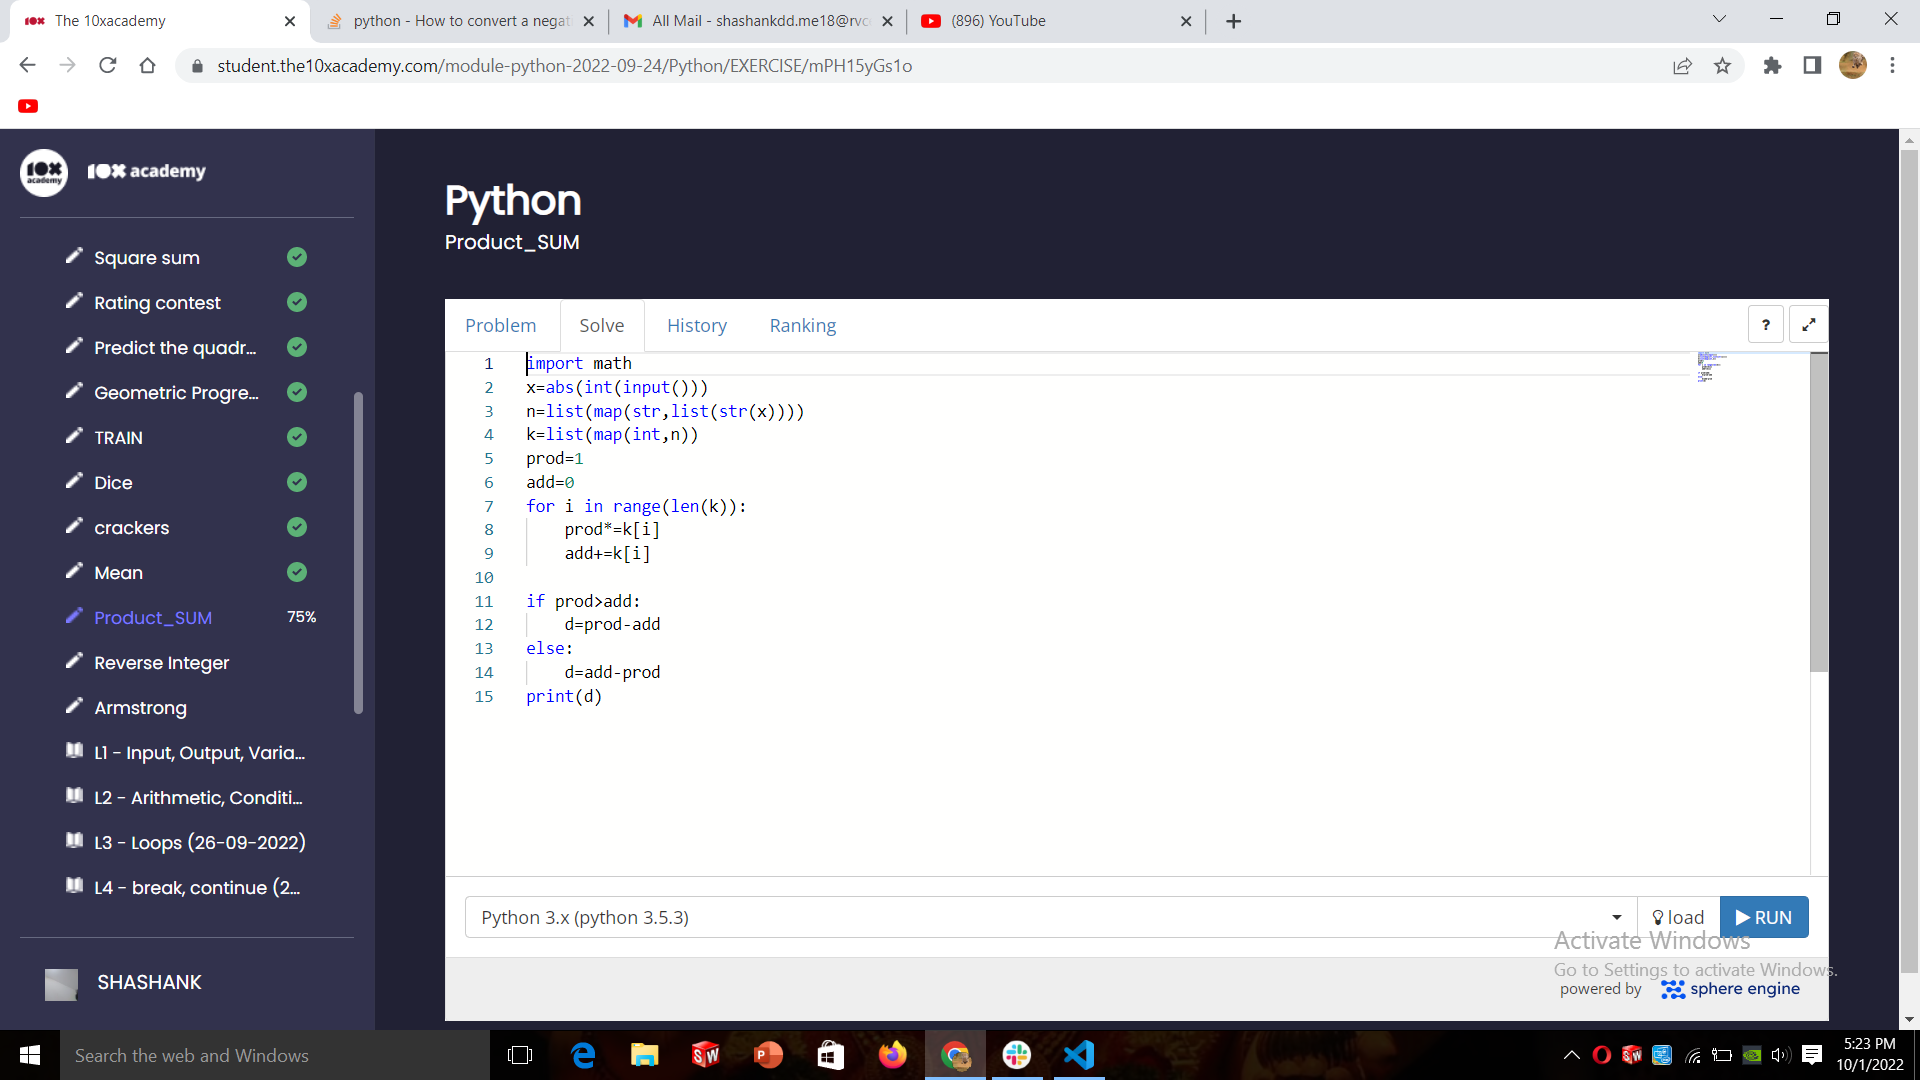 The 10xacademy
python - How to convert a negat
All Mail - shashankdd.me18@rvc
(896) YouTube
student.the10xacademy.com/module-python-2022-09-24/Python/EXERCISE/mPH15yGs1o
10x academy
10x academy
Square sum
Rating contest
Predict the quadr...
Geometric Progre...
TRAIN
Dice
crackers
Mean
Product_SUM 75%
Reverse Integer
Armstrong
L1 - Input, Output, Varia...
L2 - Arithmetic, Conditi...
L3 - Loops (26-09-2022)
L4 - break, continue (2...
SHASHANK
Python
Product_SUM
Problem Solve History Ranking ?
1 import math
2 x=abs(int(input()))
3 n=list(map(str,list(str(x))))
4 k=list(map(int,n))
5 prod=1
6 add=0
7 for i in range(len(k)):
8 prod*=k[i]
9 add+=k[i]
10
11 if prod>add:
12 d=prod-add
13 else:
14 d=add-prod
15 print(d)
Python 3.x (python 3.5.3) load RUN
Activate Windows
Go to Settings to activate Windows.
powered by sphere engine
Search the web and Windows
5:23 PM
10/1/2022